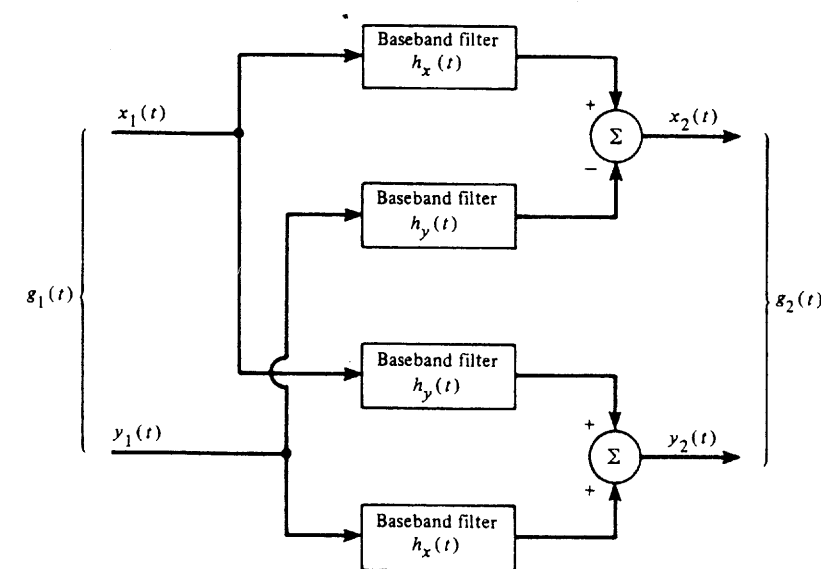 Baseband filter
h_x(t)
x_1(t)
+
Σ
x_2(t)
−
Baseband filter
h_y(t)
g_1(t)
g_2(t)
Baseband filter
h_y(t)
y_1(t)
+
Σ
y_2(t)
+
Baseband filter
h_x(t)